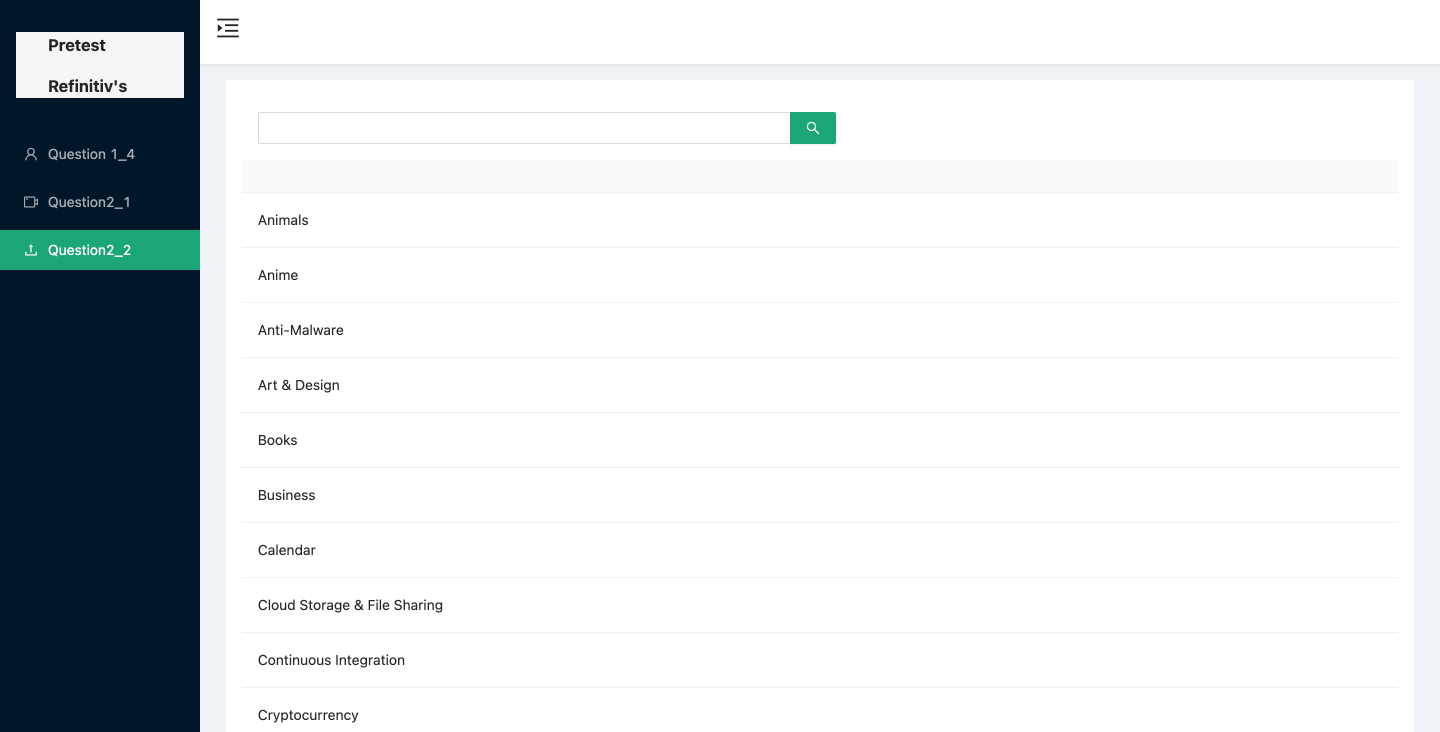 Pretest
Refinitiv's
Question 1_4
Question2_1
Question2_2
Animals
Anime
Anti-Malware
Art & Design
Books
Business
Calendar
Cloud Storage & File Sharing
Continuous Integration
Cryptocurrency